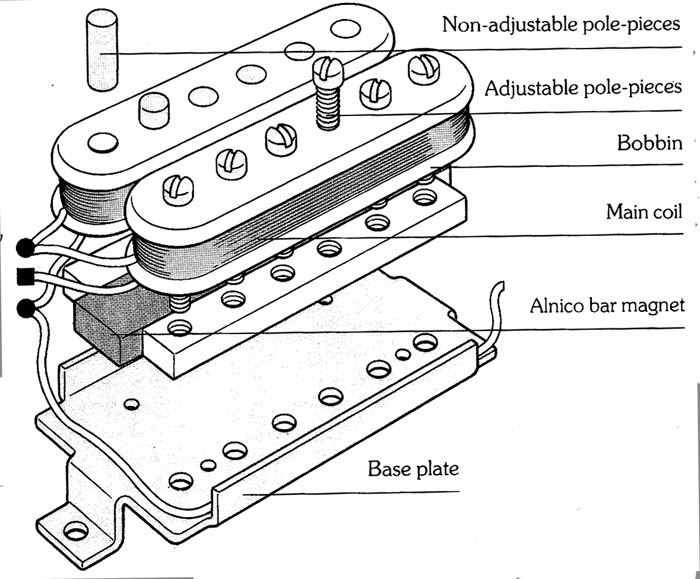 Non-adjustable pole-pieces
Adjustable pole-pieces
Bobbin
Main coil
Alnico bar magnet
Base plate